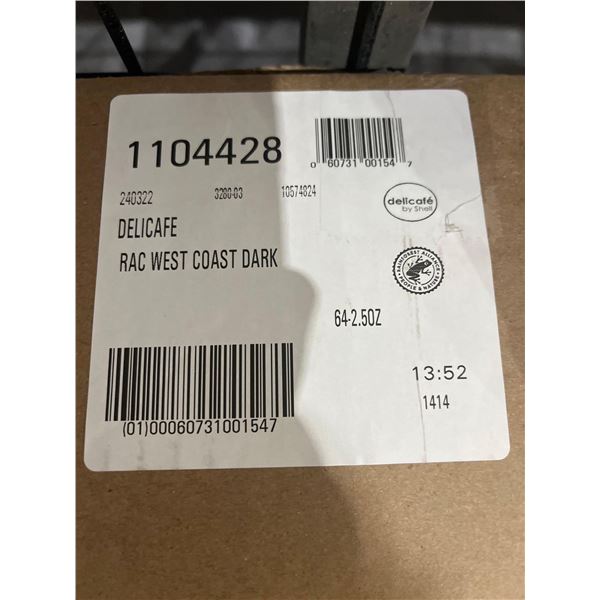 1104428
0 60731 00154 7
240322 3280-03 10574824
delicafé
by Shell
DELICAFE
RAC WEST COAST DARK
RAINFOREST ALLIANCE
PEOPLE & NATURE
64-2.5OZ
13:52
1414
(01)00060731001547